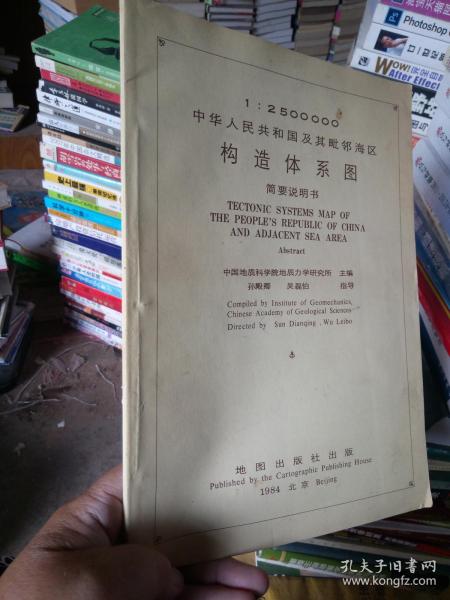 1:2500000
中华人民共和国及其毗邻海区
构造体系图
简要说明书
TECTONIC SYSTEMS MAP OF
THE PEOPLE'S REPUBLIC OF CHINA
AND ADJACENT SEA AREA
Abstract
中国地质科学院地质力学研究所 主编
孙殿卿 吴磊伯 指导
Compiled by Institute of Geomechanics,
Chinese Academy of Geological Sciences
Directed by Sun Dianqing, Wu Leibo
地图出版社出版
Published by the Cartographic Publishing House
1984 北京 Beijing
Photoshop
WOW!
After Effect
孔夫子旧书网
www.kongfz.com